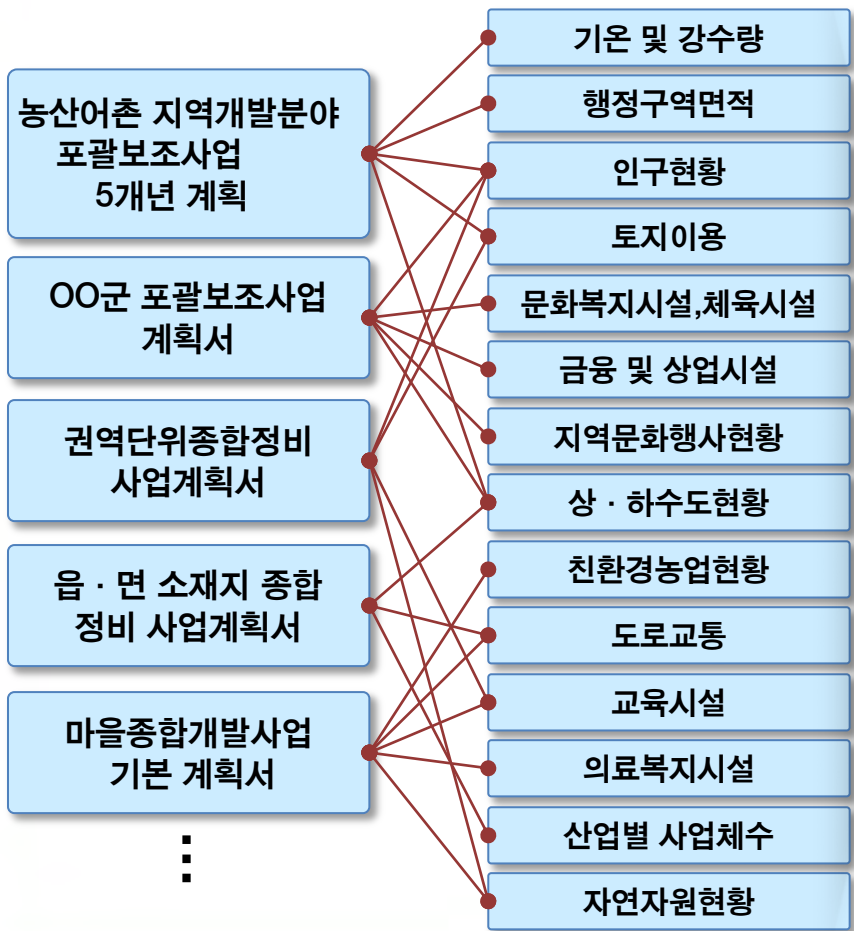 농산어촌 지역개발분야
포괄보조사업
5개년 계획
OO군 포괄보조사업
계획서
권역단위종합정비
사업계획서
읍 · 면 소재지 종합
정비 사업계획서
마을종합개발사업
기본 계획서
⋮
기온 및 강수량
행정구역면적
인구현황
토지이용
문화복지시설,체육시설
금융 및 상업시설
지역문화행사현황
상 · 하수도현황
친환경농업현황
도로교통
교육시설
의료복지시설
산업별 사업체수
자연자원현황